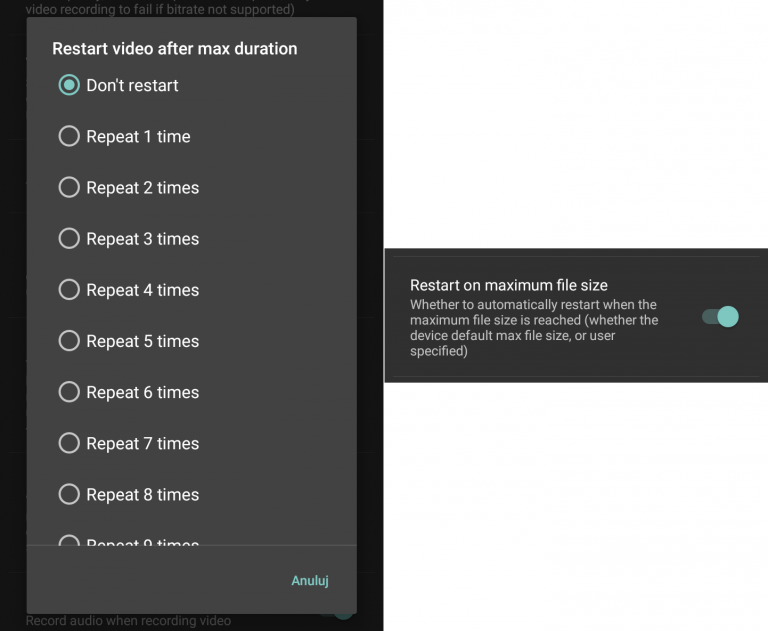 video recording to fail if bitrate not supported)
Restart video after max duration
Don't restart
Repeat 1 time
Repeat 2 times
Repeat 3 times
Repeat 4 times
Repeat 5 times
Repeat 6 times
Repeat 7 times
Repeat 8 times
Repeat 9 times
Anuluj
Record audio when recording video
Restart on maximum file size
Whether to automatically restart when the
maximum file size is reached (whether the
device default max file size, or user
specified)